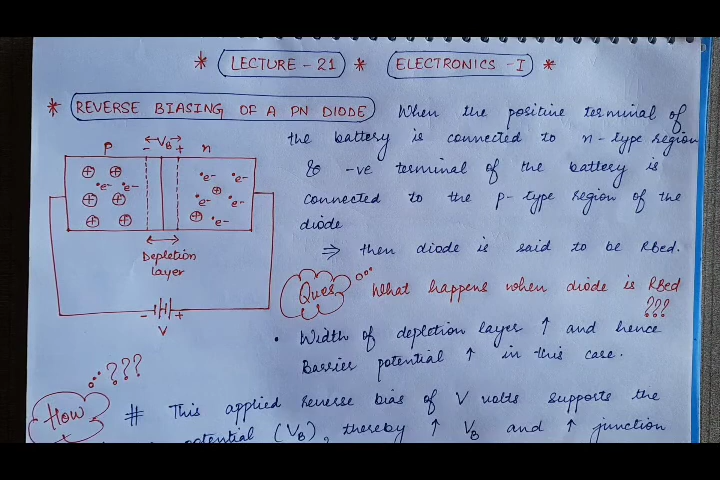 * LECTURE - 21 * ELECTRONICS - I *
* REVERSE BIASING OF A PN DIODE When the positive terminal of
the battery is connected to n-type region
& -ve terminal of the battery is
connected to the p-type region of the
diode
⇒ then diode is said to be RBed.
p - VB + n
⊕ ⊕ •e- •e-
•e- •e-
⊕ ⊕ •e- ⊕ •e-
⊕ ⊕ ⊕ •e-
Depletion
layer
- +
V
Ques What happens when diode is RBed
???
• Width of depletion layer ↑ and hence
Barrier potential ↑ in this case.
???
How # This applied reverse bias of V volts supports the
potential (VB), thereby ↑ VB and ↑ junction